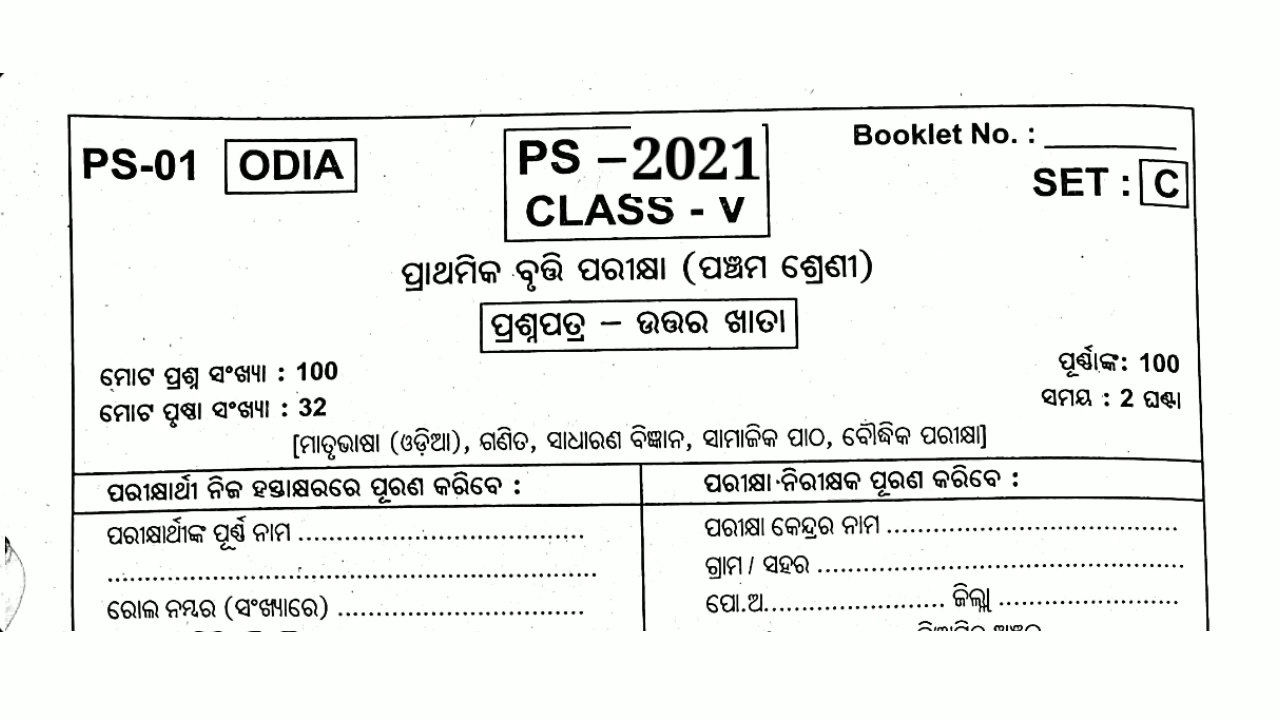 PS-01 ODIA
PS – 2021
CLASS - V
Booklet No. :
SET : C
ପ୍ରାଥମିକ ବୃତ୍ତି ପରୀକ୍ଷା (ପଞ୍ଚମ ଶ୍ରେଣୀ)
ପ୍ରଶ୍ନପତ୍ର – ଉତ୍ତର ଖାତା
ମୋଟ ପ୍ରଶ୍ନ ସଂଖ୍ୟା : 100
ମୋଟ ପୃଷ୍ଠା ସଂଖ୍ୟା : 32
ପୂର୍ଣ୍ଣାଙ୍କ: 100
ସମୟ : 2 ଘଣ୍ଟା
[ମାତୃଭାଷା (ଓଡ଼ିଆ), ଗଣିତ, ସାଧାରଣ ବିଜ୍ଞାନ, ସାମାଜିକ ପାଠ, ବୌଦ୍ଧିକ ପରୀକ୍ଷା]
ପରୀକ୍ଷାର୍ଥୀ ନିଜ ହସ୍ତାକ୍ଷରରେ ପୂରଣ କରିବେ :
ପରୀକ୍ଷାର୍ଥୀଙ୍କ ପୂର୍ଣ୍ଣ ନାମ
ରୋଲ ନମ୍ବର (ସଂଖ୍ୟାରେ)
ପରୀକ୍ଷା ନିରୀକ୍ଷକ ପୂରଣ କରିବେ :
ପରୀକ୍ଷା କେନ୍ଦ୍ରର ନାମ
ଗ୍ରାମ / ସହର
ପୋ.ଅ. ଜିଲ୍ଲା